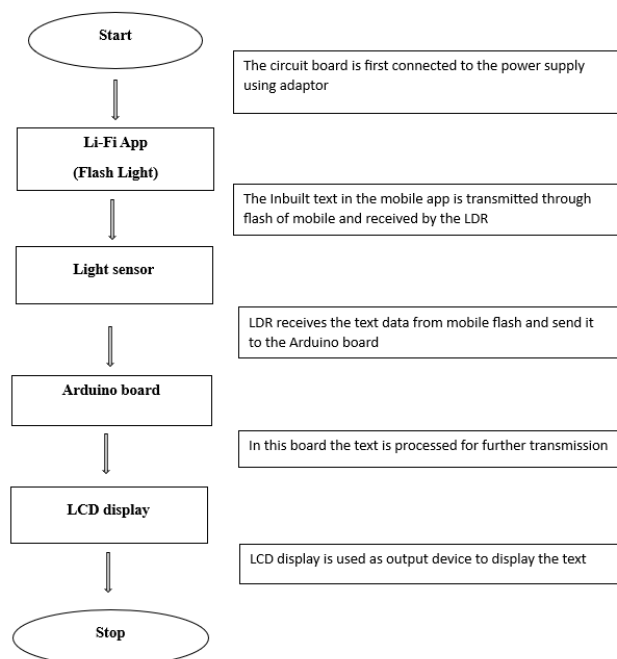 Start
The circuit board is first connected to the power supply
using adaptor
Li-Fi App
(Flash Light)
The Inbuilt text in the mobile app is transmitted through
flash of mobile and received by the LDR
Light sensor
LDR receives the text data from mobile flash and send it
to the Arduino board
Arduino board
In this board the text is processed for further transmission
LCD display
LCD display is used as output device to display the text
Stop